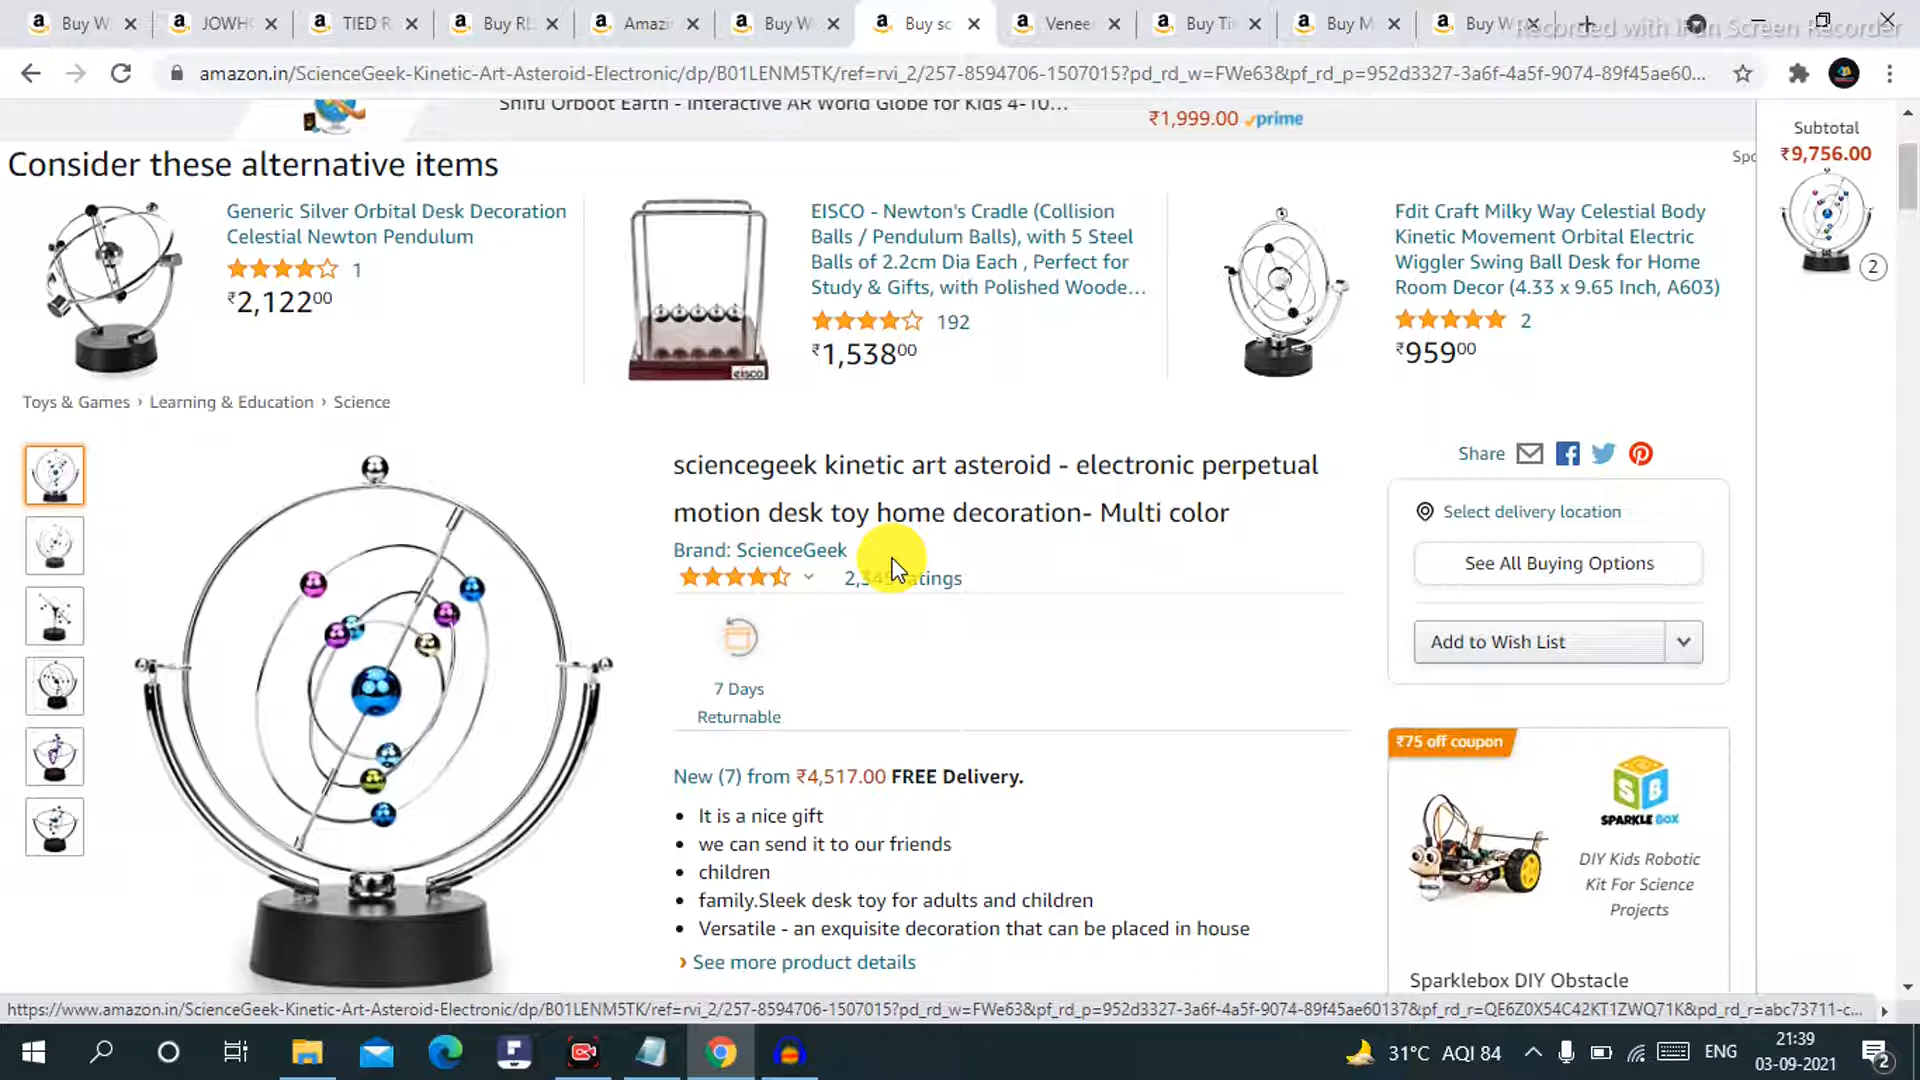 Buy W
JOWH
TIED R
Buy RE
Amazi
Buy W
Buy sc
Venee
Buy Ti
Buy M
Buy W
Recorded with iFun Screen Recorder
amazon.in/ScienceGeek-Kinetic-Art-Asteroid-Electronic/dp/B01LENM5TK/ref=rvi_2/257-8594706-1507015?pd_rd_w=FWe63&pf_rd_p=952d3327-3a6f-4a5f-9074-89f45ae60...
Shifu Orboot Earth - Interactive AR World Globe for Kids 4-10...
₹1,999.00 prime
Subtotal
₹9,756.00
2
Consider these alternative items
Spo
Generic Silver Orbital Desk Decoration
Celestial Newton Pendulum
1
₹2,12200
eisco
EISCO - Newton's Cradle (Collision
Balls / Pendulum Balls), with 5 Steel
Balls of 2.2cm Dia Each , Perfect for
Study & Gifts, with Polished Woode...
192
₹1,53800
Fdit Craft Milky Way Celestial Body
Kinetic Movement Orbital Electric
Wiggler Swing Ball Desk for Home
Room Decor (4.33 x 9.65 Inch, A603)
2
₹95900
Toys & Games › Learning & Education › Science
sciencegeek kinetic art asteroid - electronic perpetual
motion desk toy home decoration- Multi color
Brand: ScienceGeek
ratings
7 Days
Returnable
New (7) from ₹4,517.00 FREE Delivery.
• It is a nice gift
• we can send it to our friends
• children
• family.Sleek desk toy for adults and children
• Versatile - an exquisite decoration that can be placed in house
› See more product details
Share
Select delivery location
See All Buying Options
Add to Wish List
₹75 off coupon
SB
SPARKLE BOX
DIY Kids Robotic
Kit For Science
Projects
Sparklebox DIY Obstacle
https://www.amazon.in/ScienceGeek-Kinetic-Art-Asteroid-Electronic/dp/B01LENM5TK/ref=rvi_2/257-8594706-1507015?pd_rd_w=FWe63&pf_rd_p=952d3327-3a6f-4a5f-9074-89f45ae60137&pf_rd_r=QE6Z0X54C42KT1ZWQ71K&pd_rd_r=abc73711-c...
31°C AQI 84
ENG
21:39
03-09-2021
2